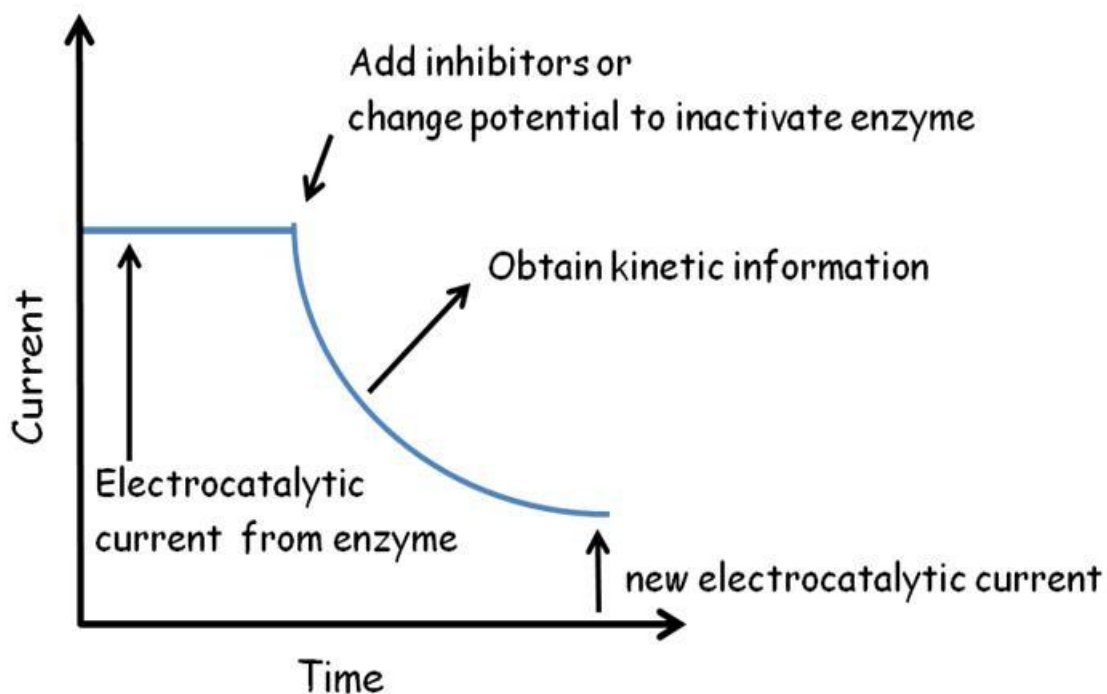 Add inhibitors or
change potential to inactivate enzyme
Obtain kinetic information
Current
Electrocatalytic
current from enzyme
new electrocatalytic current
Time